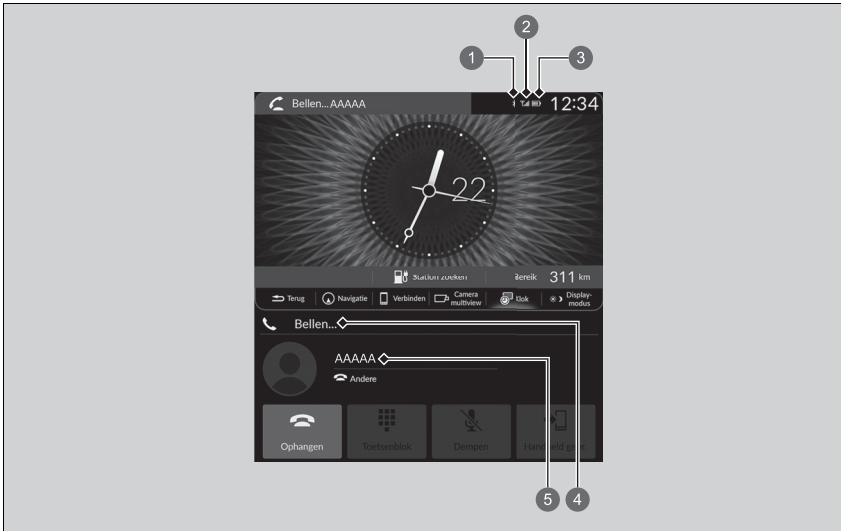 2
1
3
Bellen...AAAAA
12:34
22
Station zoeken
Bereik 311 km
Terug
Navigatie
Verbinden
Camera
multiview
Klok
Display-
modus
Bellen...
AAAAA
Andere
Ophangen
Toetsenblok
Dempen
5
4